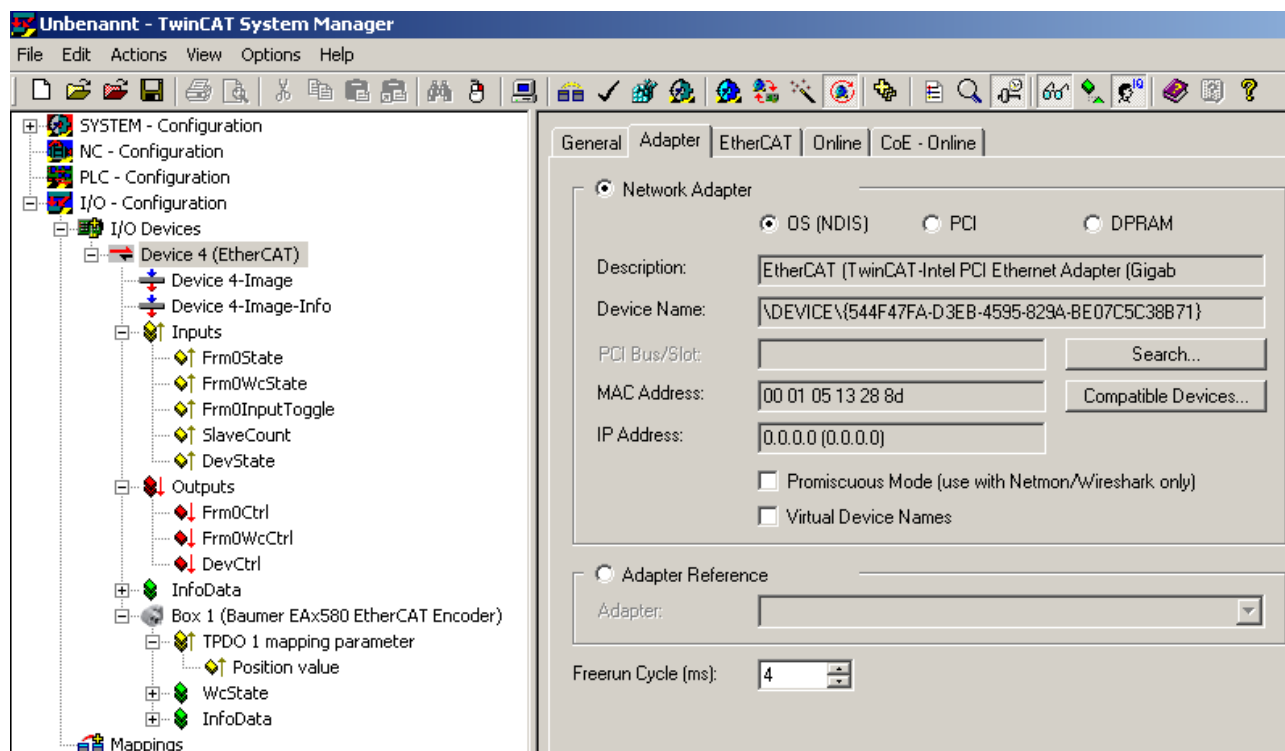 Unbenannt - TwinCAT System Manager
File Edit Actions View Options Help
SYSTEM - Configuration
NC - Configuration
PLC - Configuration
I/O - Configuration
I/O Devices
Device 4 (EtherCAT)
Device 4-Image
Device 4-Image-Info
Inputs
Frm0State
Frm0WcState
Frm0InputToggle
SlaveCount
DevState
Outputs
Frm0Ctrl
Frm0WcCtrl
DevCtrl
InfoData
Box 1 (Baumer EAx580 EtherCAT Encoder)
TPDO 1 mapping parameter
Position value
WcState
InfoData
Mappings
General Adapter EtherCAT Online CoE - Online
Network Adapter
OS (NDIS) PCI DPRAM
Description: EtherCAT (TwinCAT-Intel PCI Ethernet Adapter (Gigab
Device Name: \DEVICE\{544F47FA-D3EB-4595-829A-BE07C5C38B71}
PCI Bus/Slot: Search...
MAC Address: 00 01 05 13 28 8d Compatible Devices...
IP Address: 0.0.0.0 (0.0.0.0)
Promiscuous Mode (use with Netmon/Wireshark only)
Virtual Device Names
Adapter Reference
Adapter:
Freerun Cycle (ms): 4